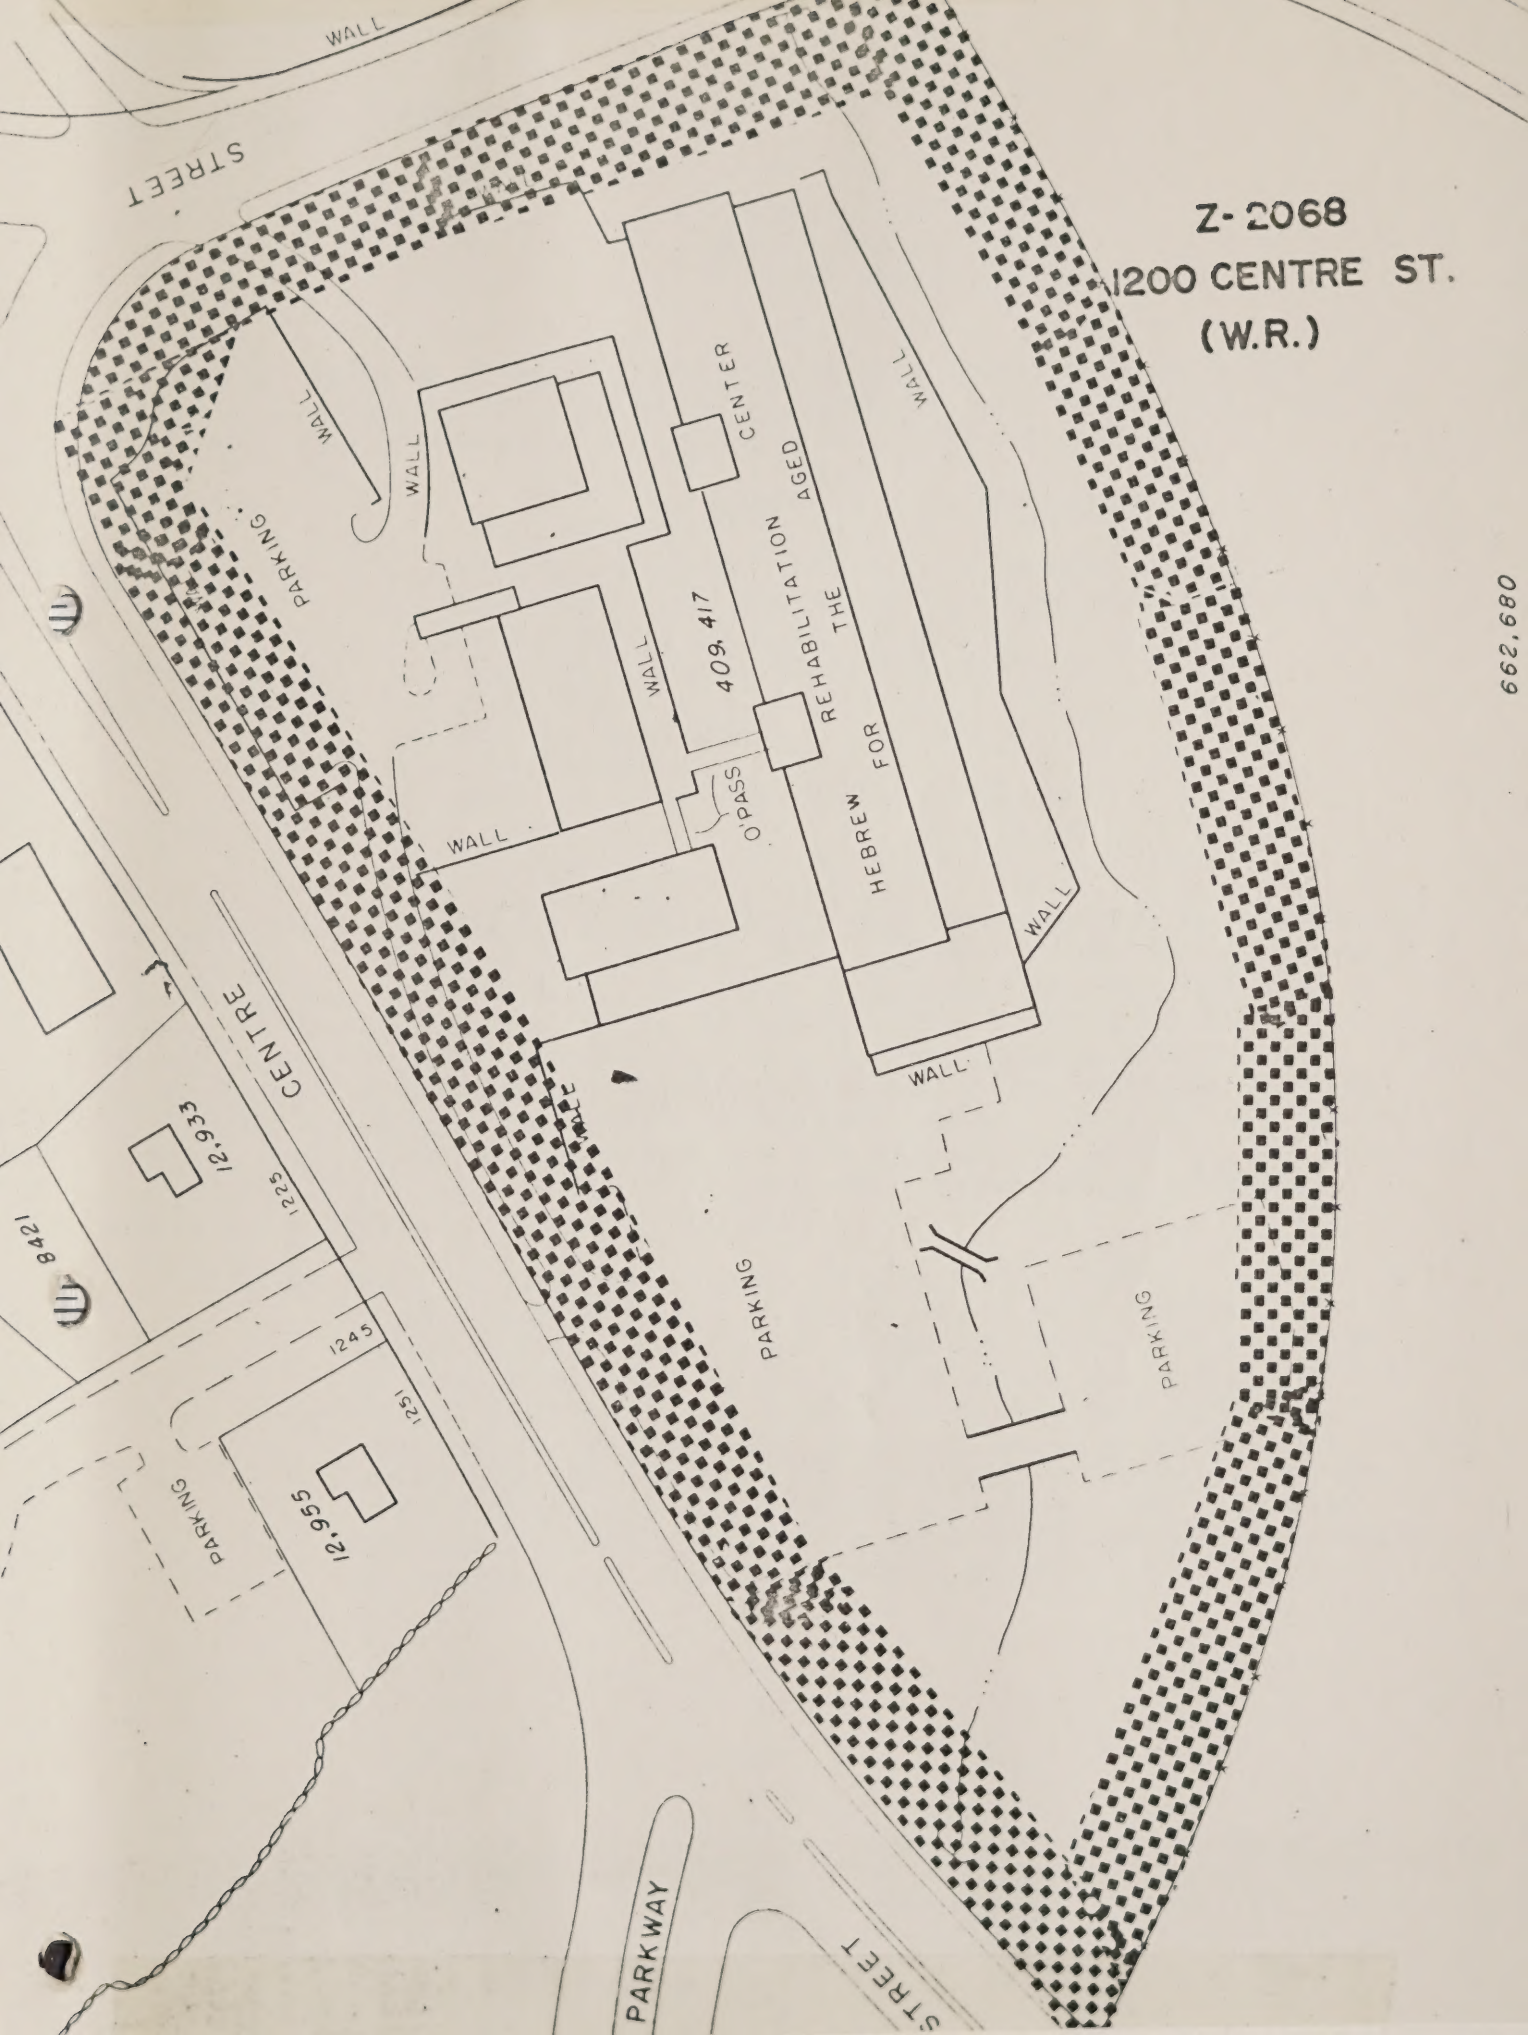 WALL
STREET
Z-2068
1200 CENTRE ST.
(W.R.)
WALL
WALL
PARKING
WALL
CENTER
AGED
REHABILITATION
THE
FOR
HEBREW
409,417
WALL
O'PASS
WALL
662,680
WALL
WALL
CENTRE
12,933
1225
8421
1245
1251
12,955
PARKING
PARKING
PARKING
PARKWAY
STREET